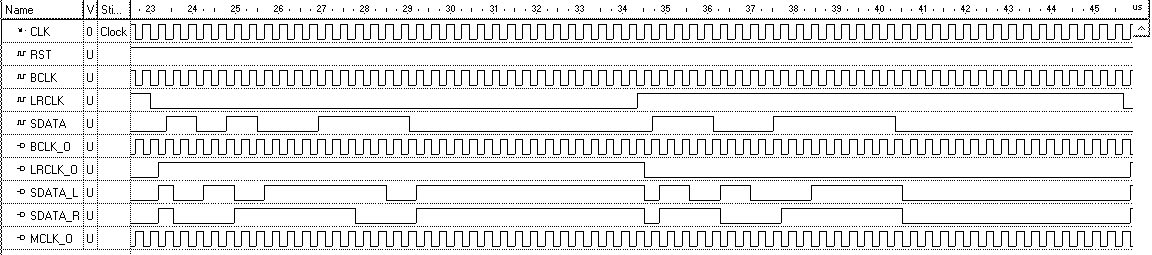 Name V Sti... · 23 · 24 · 25 · 26 · 27 · 28 · 29 · 30 · 31 · 32 · 33 · 34 · 35 · 36 · 37 · 38 · 39 · 40 · 41 · 42 · 43 · 44 · 45 · us
CLK 0 Clock
RST U
BCLK U
LRCLK U
SDATA U
BCLK_O U
LRCLK_O U
SDATA_L U
SDATA_R U
MCLK_O U